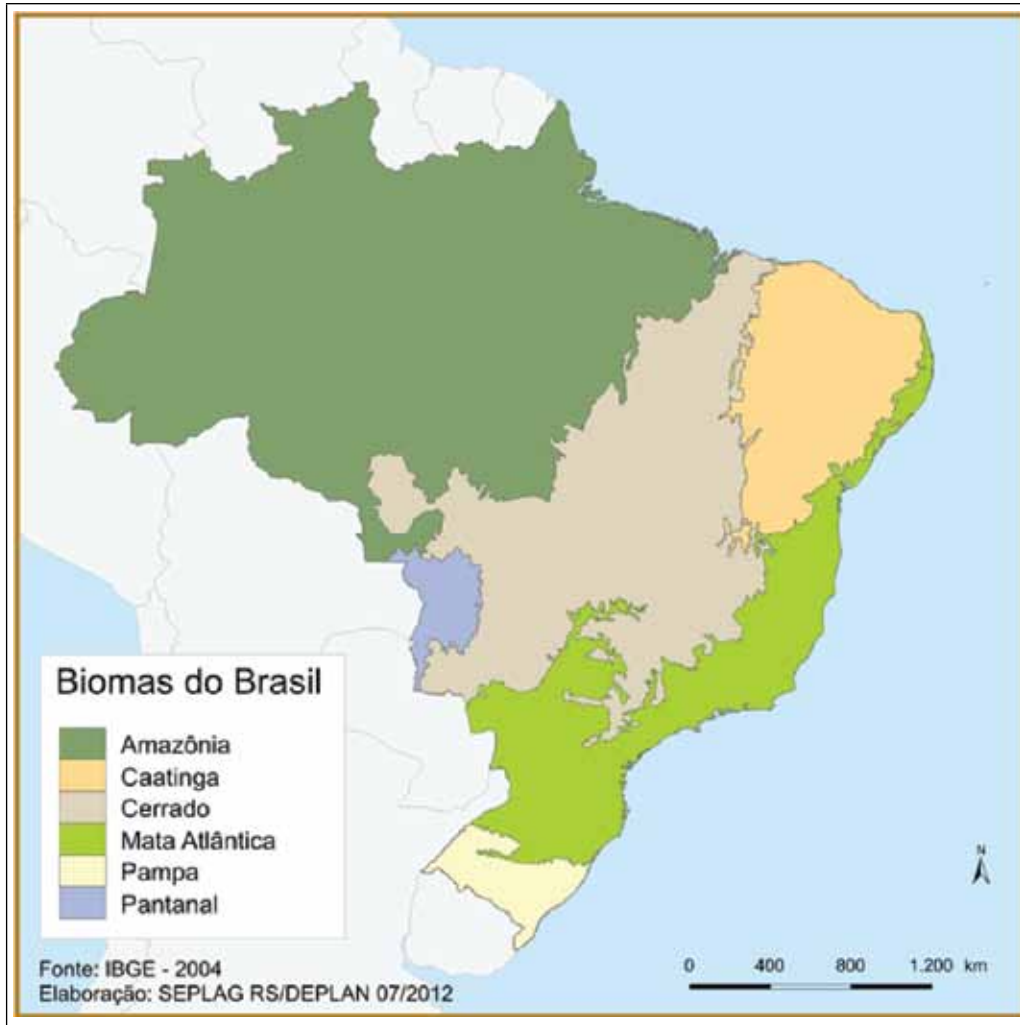 Biomas do Brasil
Amazônia
Caatinga
Cerrado
Mata Atlântica
Pampa
Pantanal
Fonte: IBGE - 2004
Elaboração: SEPLAG RS/DEPLAN 07/2012
N
0 400 800 1.200 km